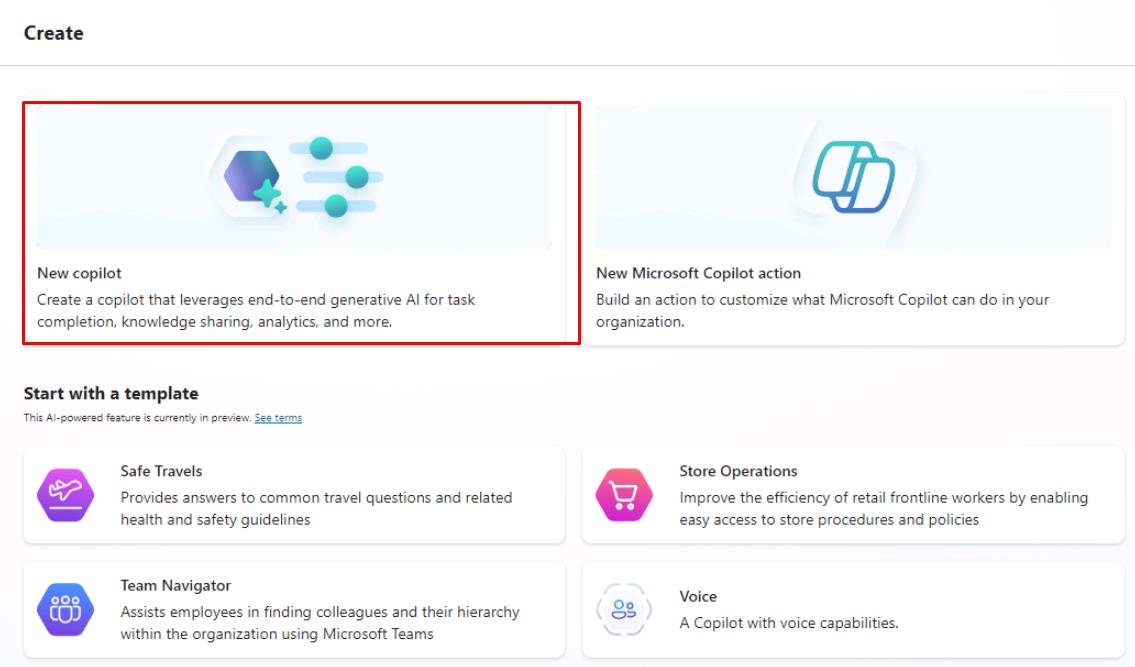 Create
New copilot
Create a copilot that leverages end-to-end generative AI for task
completion, knowledge sharing, analytics, and more.
New Microsoft Copilot action
Build an action to customize what Microsoft Copilot can do in your
organization.
Start with a template
This AI-powered feature is currently in preview. See terms
Safe Travels
Provides answers to common travel questions and related
health and safety guidelines
Store Operations
Improve the efficiency of retail frontline workers by enabling
easy access to store procedures and policies
Team Navigator
Assists employees in finding colleagues and their hierarchy
within the organization using Microsoft Teams
Voice
A Copilot with voice capabilities.